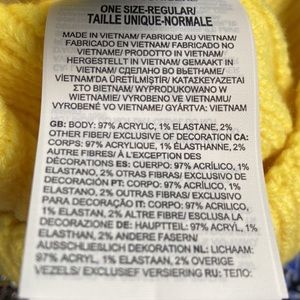 ONE SIZE-REGULAR/
TAILLE UNIQUE-NORMALE
MADE IN VIETNAM/ FABRIQUÉ AU VIETNAM/
FABRICADO EN VIETNAM/ FABRICADO NO
VIETNAME/ PRODOTTO IN VIETNAM/
HERGESTELLT IN VIETNAM/ GEMAAKT IN
VIETNAM/ СДЕЛАНО ВО ВЬЕТНАМЕ/
VIETNAM'DA ÜRETİLMİŞTİR/ ΚΑΤΑΣΚΕΥΑΖΕΤΑΙ
ΣΤΟ ΒΙΕΤΝΑΜ/ WYPRODUKOWANO W
WIETNAMIE/ VYROBENO VE VIETNAMU/
VYROBENÉ VO VIETNAME/ GYÁRTVA: VIETNAM
GB: BODY: 97% ACRYLIC, 1% ELASTANE, 2%
OTHER FIBER/ EXCLUSIVE OF DECORATION CA:
CORPS: 97% ACRYLIQUE, 1% ÉLASTHANNE, 2%
AUTRE FIBRES/ À L'EXCEPTION DES
DÉCORATIONS ES: CUERPO: 97% ACRÍLICO, 1%
ELASTANO, 2% OTRAS FIBRAS/ EXCLUSIVO DE
DECORACIÓN PT: CORPO: 97% ACRÍLICO, 1%
ELASTANO, 2% OUTRAS FIBRAS/ EXCLUSIVO
PARA DECORAÇÃO IT: CORPO: 97% ACRILICO,
1% ELASTAN, 2% ALTRE FIBRE/ ESCLUSA LA
DECORAZIONE DE: HAUPTTEIL: 97% ACRYL, 1%
ELASTHAN, 2% ANDERE FASERN/
AUSSCHLIESSLICH DEKORATION NL: LICHAAM:
97% ACRYL, 1% ELASTAAN, 2% OVERIGE
VEZELS/ EXCLUSIEF VERSIERING RU: ТЕЛО: